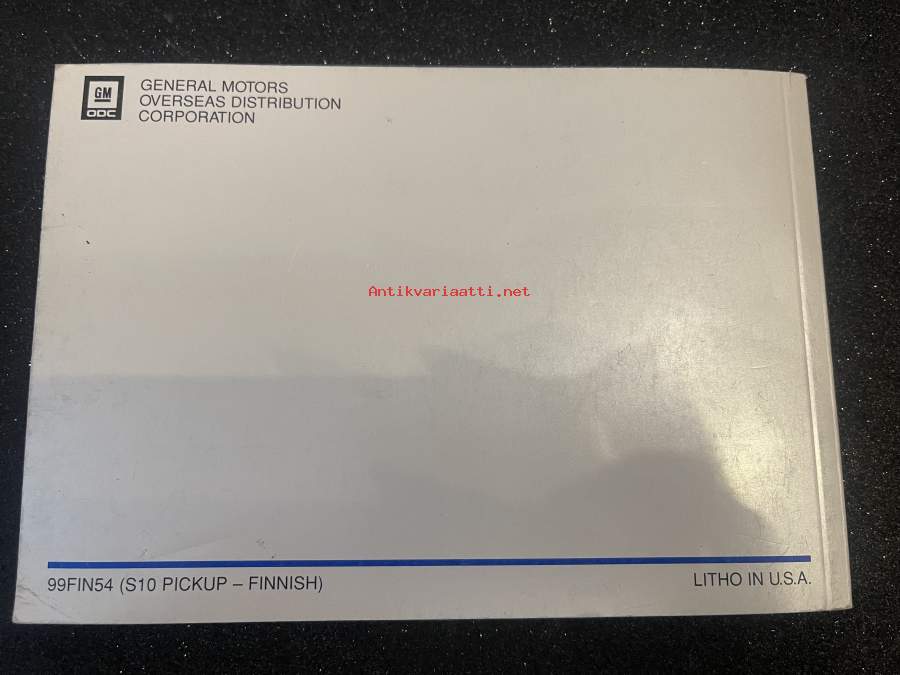 GM
ODC
GENERAL MOTORS
OVERSEAS DISTRIBUTION
CORPORATION
Antikvariaatti.net
99FIN54 (S10 PICKUP – FINNISH)
LITHO IN U.S.A.